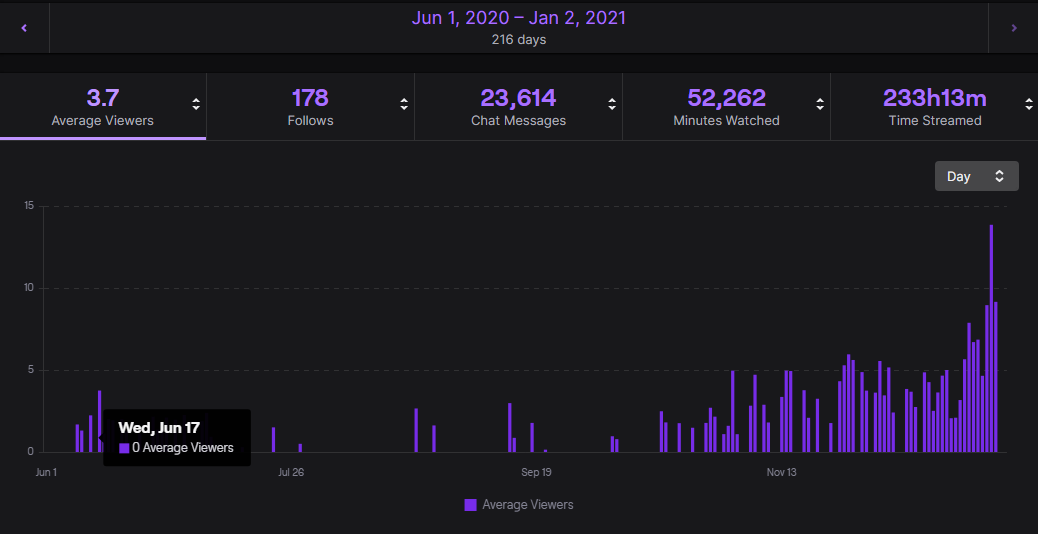 Jun 1, 2020 – Jan 2, 2021
216 days
3.7
Average Viewers
178
Follows
23,614
Chat Messages
52,262
Minutes Watched
233h13m
Time Streamed
Day
15
10
5
0
Wed, Jun 17
0 Average Viewers
Jun 1
Jul 26
Sep 19
Nov 13
Average Viewers